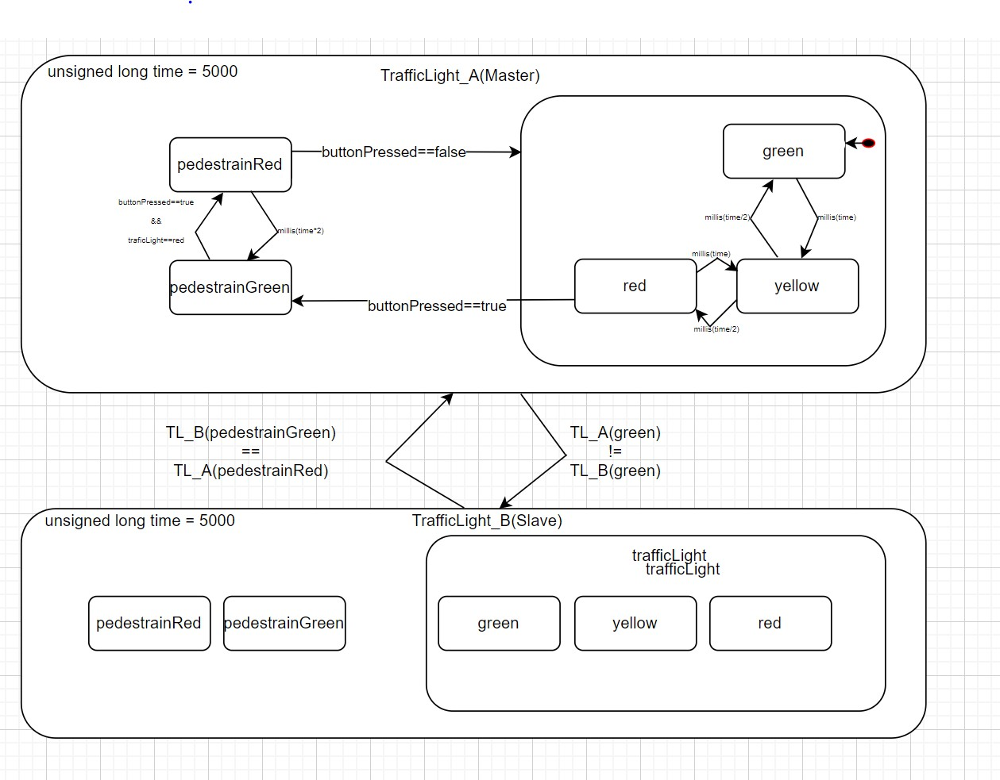 unsigned long time = 5000
TrafficLight_A(Master)
pedestrainRed
buttonPressed==false
green
buttonPressed==true
&&
traficLight==red
millis(time*2)
millis(time/2)
millis(time)
pedestrainGreen
buttonPressed==true
red
millis(time)
yellow
millis(time/2)
TL_B(pedestrainGreen)
==
TL_A(pedestrainRed)
TL_A(green)
!=
TL_B(green)
unsigned long time = 5000
TrafficLight_B(Slave)
trafficLight
trafficLight
pedestrainRed
pedestrainGreen
green
yellow
red